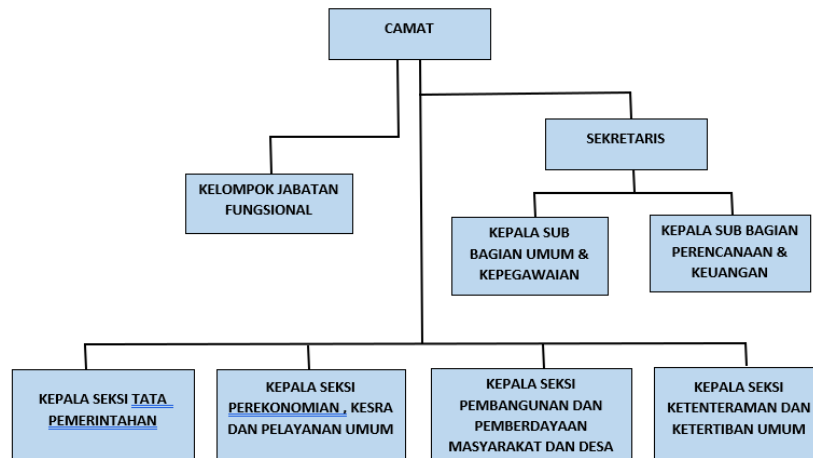 CAMAT
SEKRETARIS
KELOMPOK JABATAN
FUNGSIONAL
KEPALA SUB
BAGIAN UMUM &
KEPEGAWAIAN
KEPALA SUB BAGIAN
PERENCANAAN &
KEUANGAN
KEPALA SEKSI TATA
PEMERINTAHAN
KEPALA SEKSI
PEREKONOMIAN , KESRA
DAN PELAYANAN UMUM
KEPALA SEKSI
PEMBANGUNAN DAN
PEMBERDAYAAN
MASYARAKAT DAN DESA
KEPALA SEKSI
KETENTERAMAN DAN
KETERTIBAN UMUM